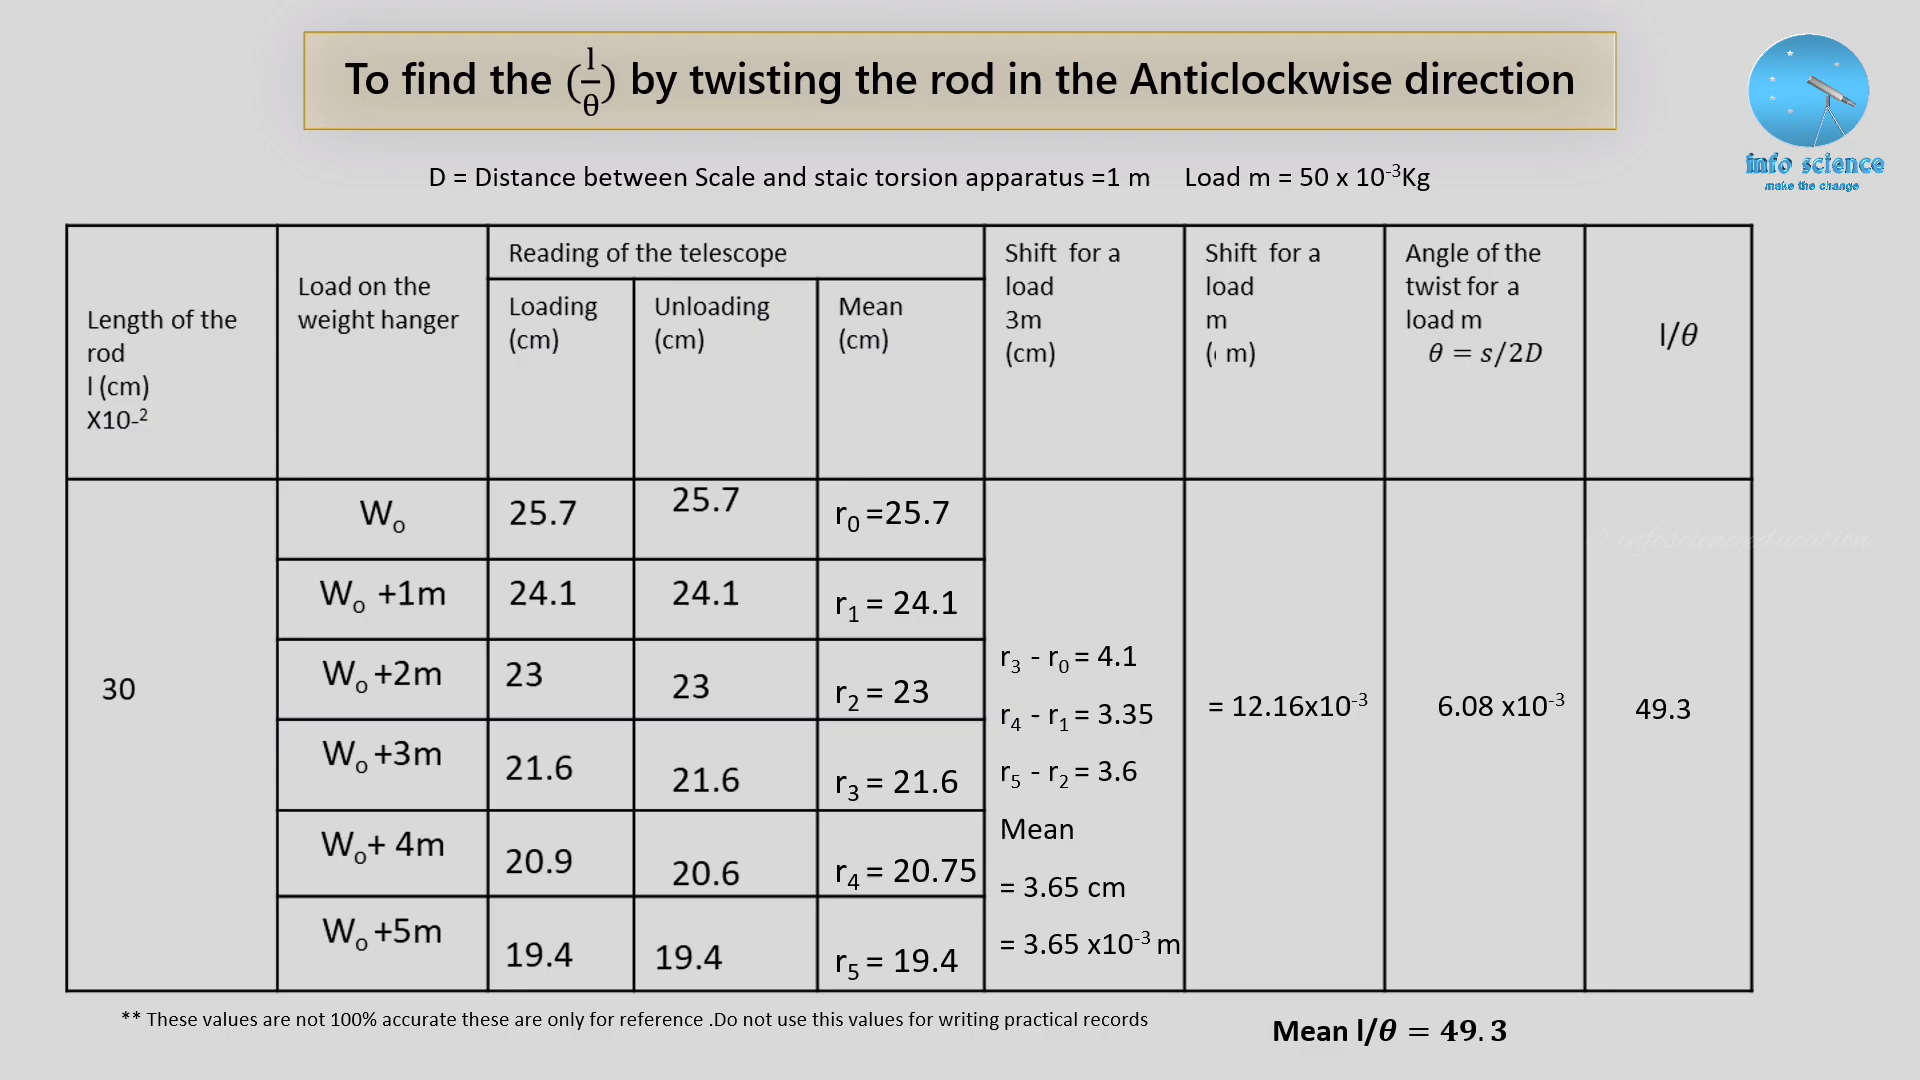 To find the (l/θ) by twisting the rod in the Anticlockwise direction
info science
make the change
D = Distance between Scale and staic torsion apparatus =1 m Load m = 50 x 10⁻³Kg
Length of the
rod
l (cm)
X10-²
Load on the
weight hanger
Reading of the telescope
Loading
(cm)
Unloading
(cm)
Mean
(cm)
Shift for a
load
3m
(cm)
Shift for a
load
m
( m)
Angle of the
twist for a
load m
θ = s/2D
l/θ
30
W₀ 25.7 25.7 r₀ =25.7
W₀ +1m 24.1 24.1 r₁ = 24.1
W₀ +2m 23 23 r₂ = 23
W₀ +3m 21.6 21.6 r₃ = 21.6
W₀+ 4m 20.9 20.6 r₄ = 20.75
W₀ +5m 19.4 19.4 r₅ = 19.4
r₃ - r₀ = 4.1
r₄ - r₁ = 3.35
r₅ - r₂ = 3.6
Mean
= 3.65 cm
= 3.65 x10⁻³ m
= 12.16x10⁻³
6.08 x10⁻³
49.3
© infoscienceeducation
** These values are not 100% accurate these are only for reference .Do not use this values for writing practical records
Mean l/θ = 49.3